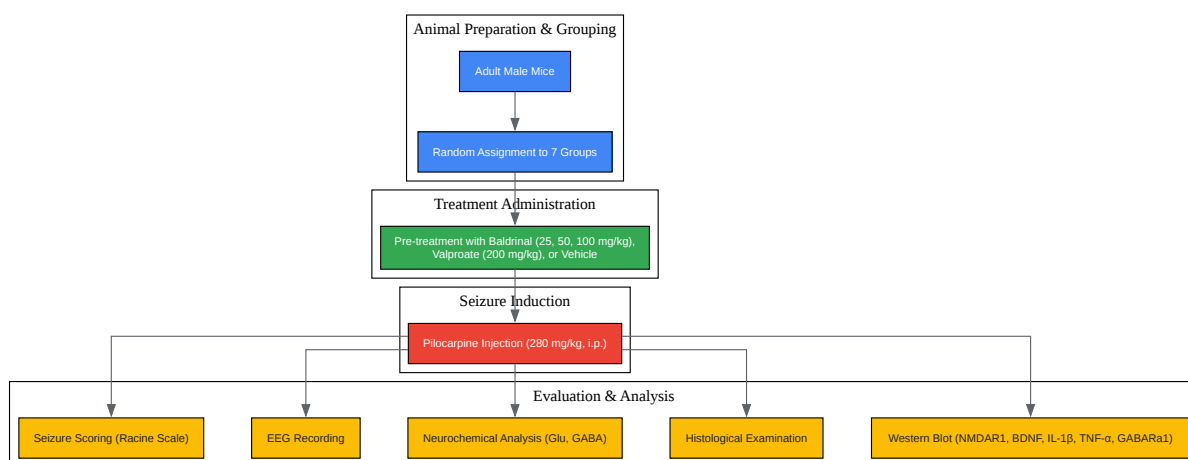 Animal Preparation & Grouping
Adult Male Mice
Random Assignment to 7 Groups
Treatment Administration
Pre-treatment with Baldrinal (25, 50, 100 mg/kg),
Valproate (200 mg/kg), or Vehicle
Seizure Induction
Pilocarpine Injection (280 mg/kg, i.p.)
Evaluation & Analysis
Seizure Scoring (Racine Scale)
EEG Recording
Neurochemical Analysis (Glu, GABA)
Histological Examination
Western Blot (NMDAR1, BDNF, IL-1β, TNF-α, GABARa1)